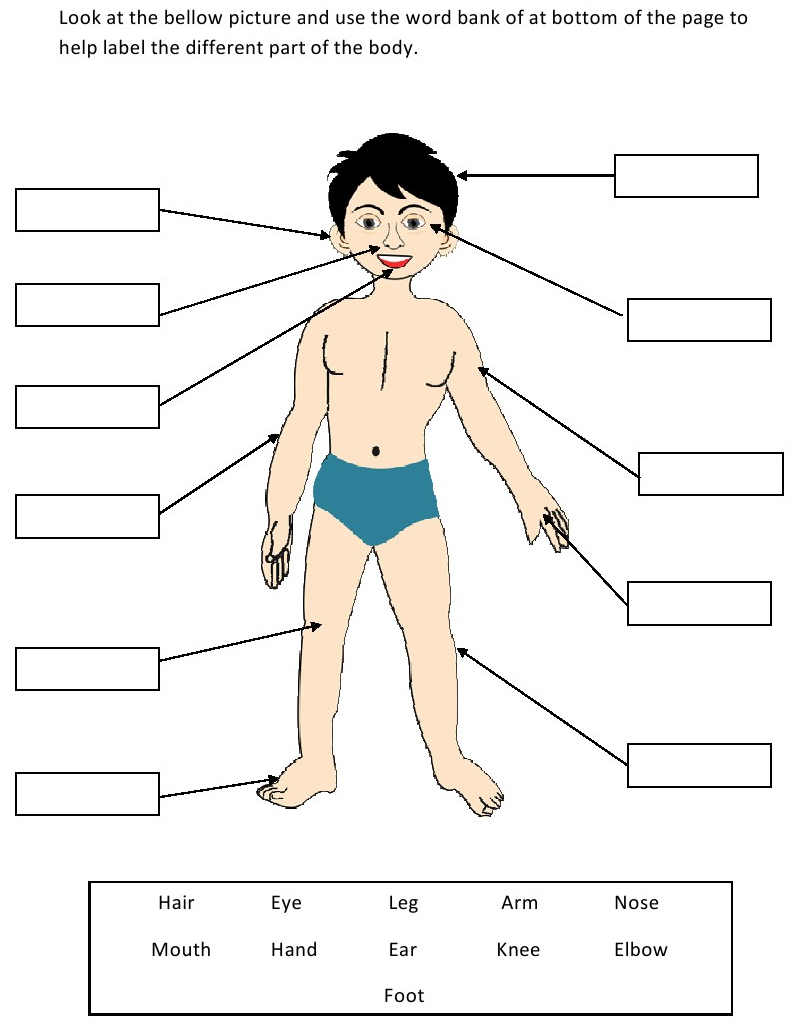 Look at the bellow picture and use the word bank of at bottom of the page to
help label the different part of the body.
Hair Eye Leg Arm Nose
Mouth Hand Ear Knee Elbow
Foot